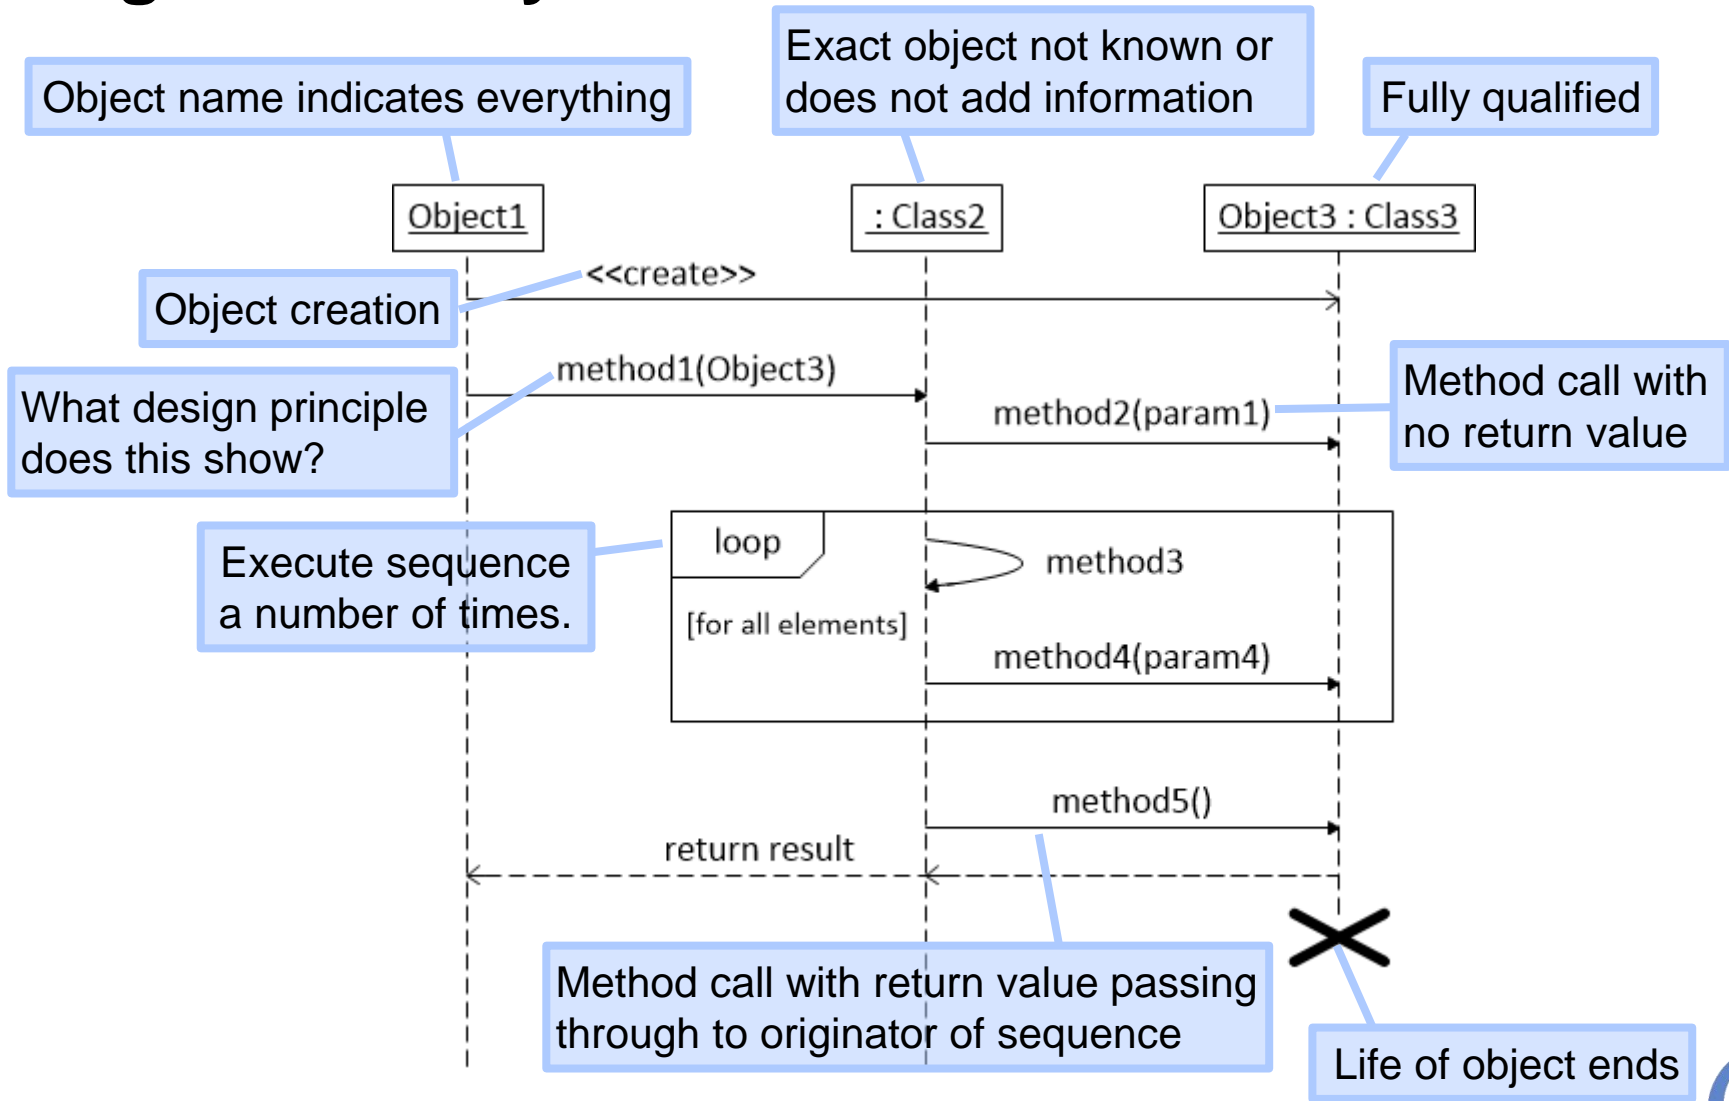 Exact object not known or
does not add information
Object name indicates everything
Fully qualified
Object1
: Class2
Object3 : Class3
<<create>>
Object creation
method1(Object3)
What design principle
does this show?
method2(param1)
Method call with
no return value
Execute sequence
a number of times.
loop
method3
[for all elements]
method4(param4)
method5()
return result
Method call with return value passing
through to originator of sequence
Life of object ends